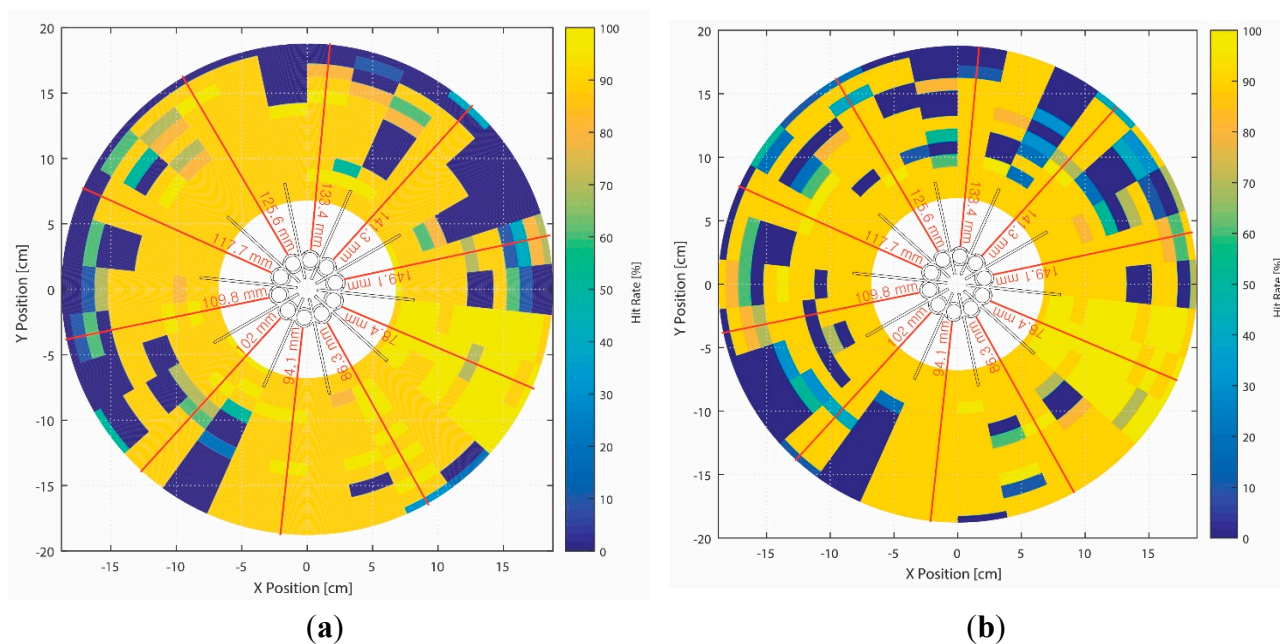 20
15
10
5
0
-5
-10
-15
-20
Y Position [cm]
-15
-10
-5
0
5
10
15
X Position [cm]
125.6 mm
133.4 mm
141.3 mm
149.1 mm
117.7 mm
109.8 mm
102 mm
94.1 mm
86.3 mm
78.4 mm
100
90
80
70
60
50
40
30
20
10
0
Hit Rate [%]
(a)
20
15
10
5
0
-5
-10
-15
-20
Y Position [cm]
-15
-10
-5
0
5
10
15
X Position [cm]
125.6 mm
133.4 mm
141.3 mm
149.1 mm
117.7 mm
109.8 mm
102 mm
94.1 mm
86.3 mm
78.4 mm
100
90
80
70
60
50
40
30
20
10
0
Hit Rate [%]
(b)